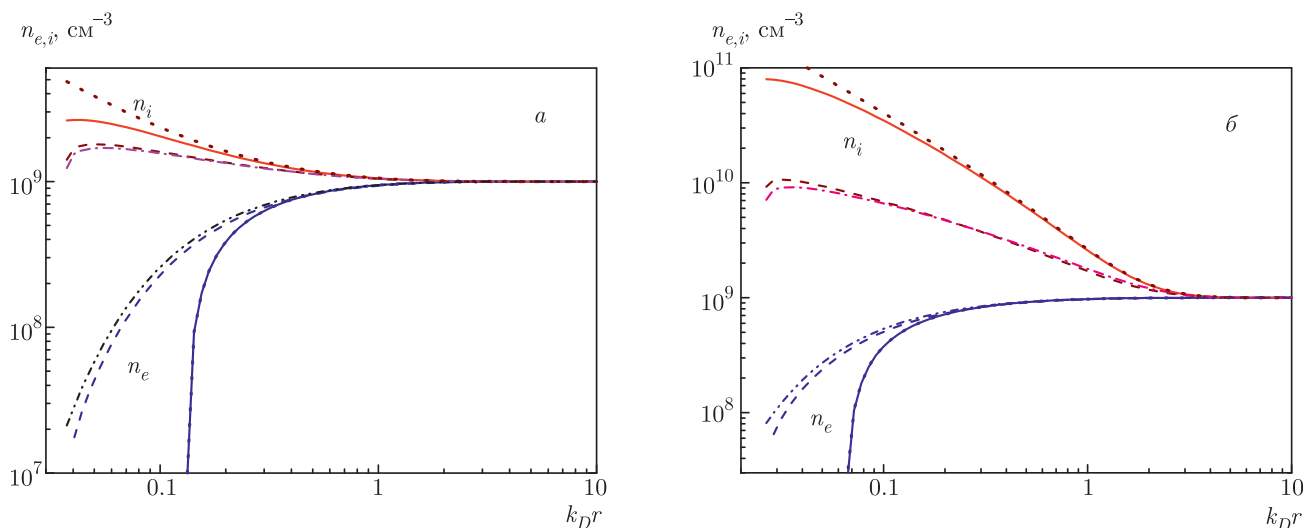 n_{e,i}, см^{−3}
а
n_i
10^9
10^8
n_e
10^7
0.1 1 10
k_D r
n_{e,i}, см^{−3}
10^{11}
б
n_i
10^{10}
10^9
10^8
n_e
0.1 1 10
k_D r